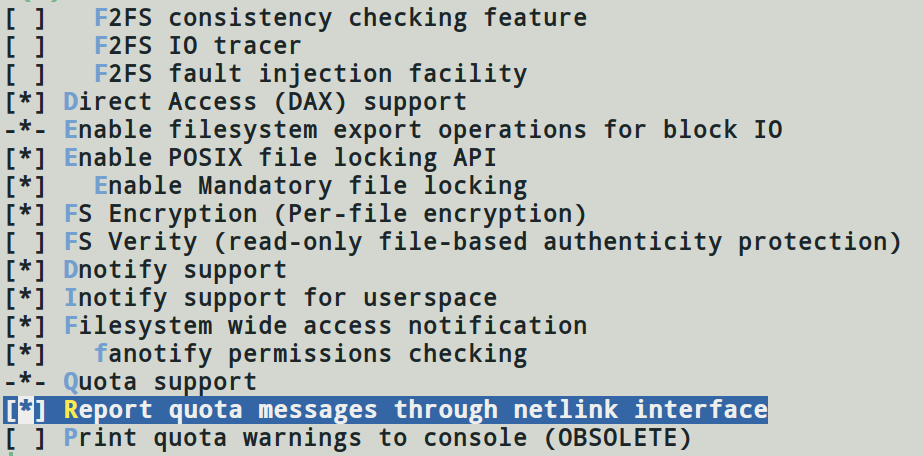 [ ]   F2FS consistency checking feature
[ ]   F2FS IO tracer
[ ]   F2FS fault injection facility
[*] Direct Access (DAX) support
-*- Enable filesystem export operations for block IO
[*] Enable POSIX file locking API
[*]   Enable Mandatory file locking
[*] FS Encryption (Per-file encryption)
[ ] FS Verity (read-only file-based authenticity protection)
[*] Dnotify support
[*] Inotify support for userspace
[*] Filesystem wide access notification
[*]   fanotify permissions checking
-*- Quota support
[*] Report quota messages through netlink interface
[ ] Print quota warnings to console (OBSOLETE)